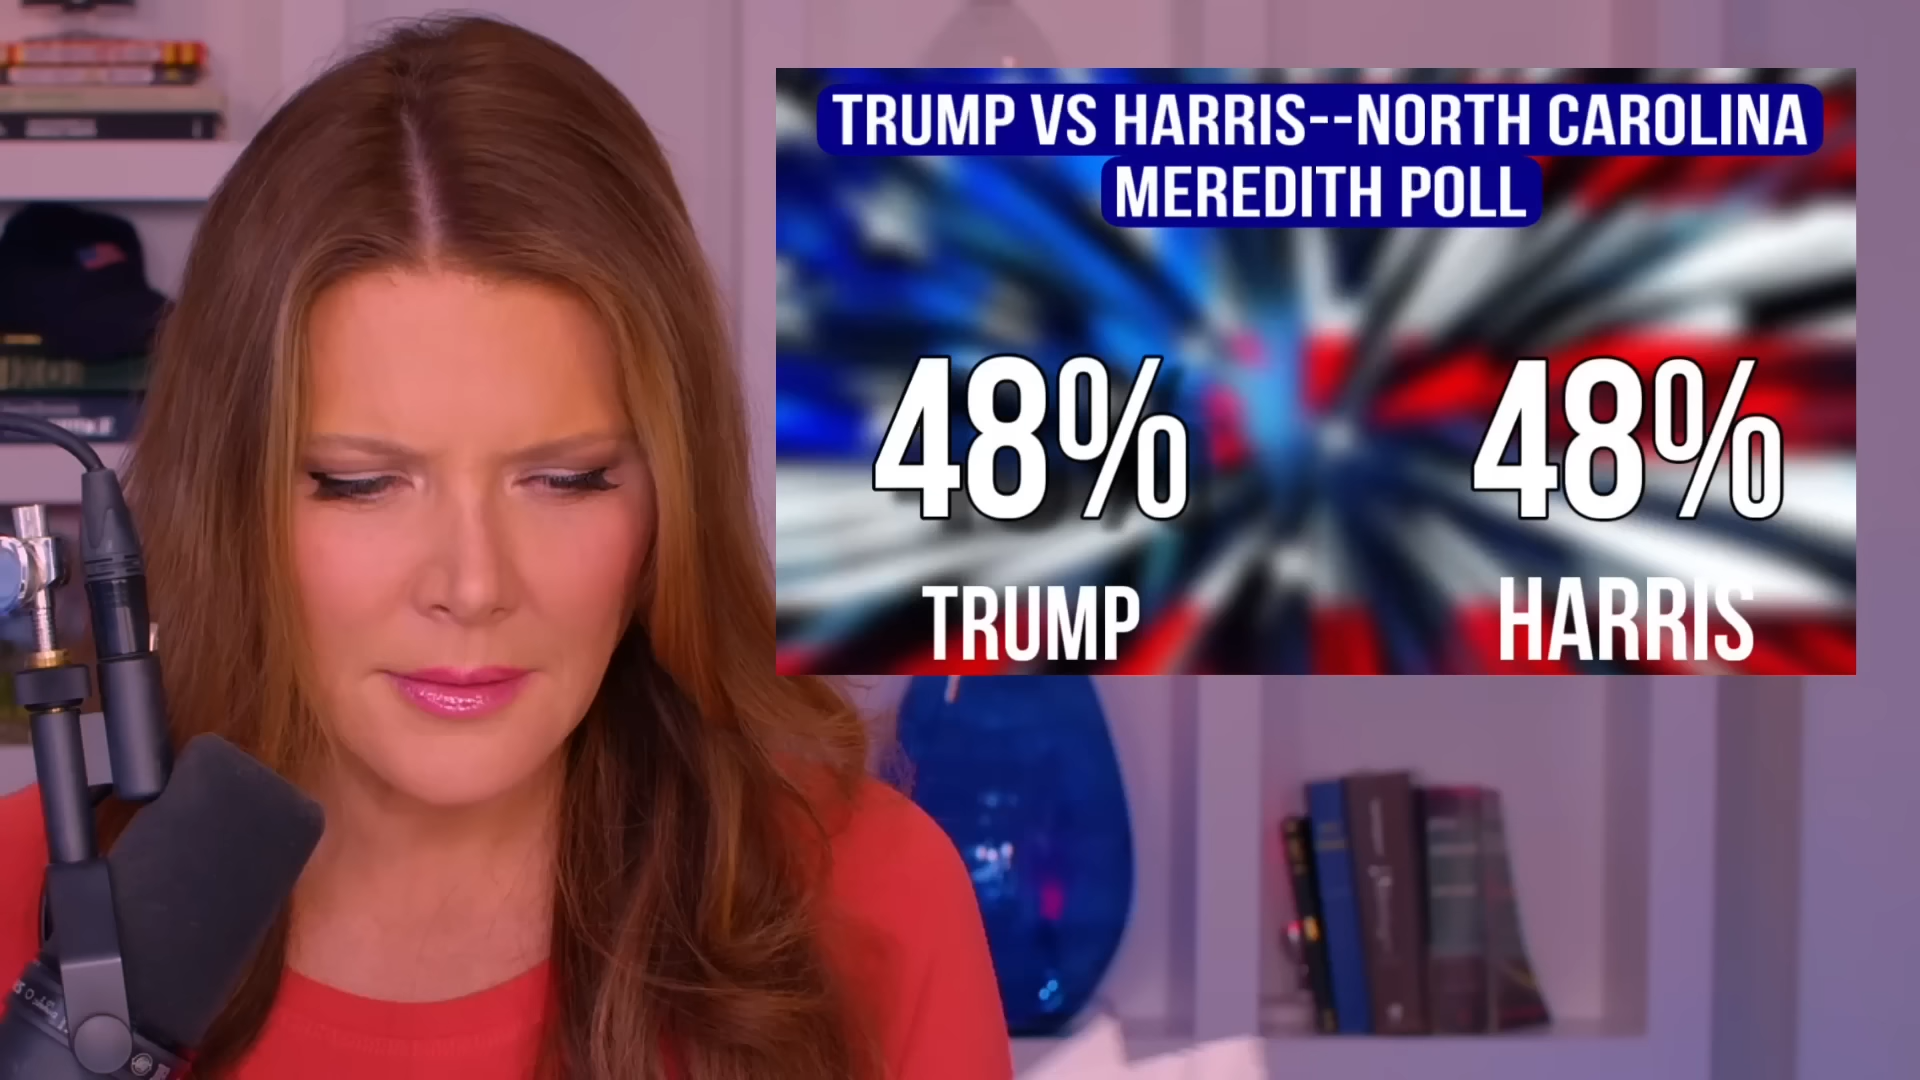 TRUMP VS HARRIS--NORTH CAROLINA
MEREDITH POLL
48%
48%
TRUMP
HARRIS